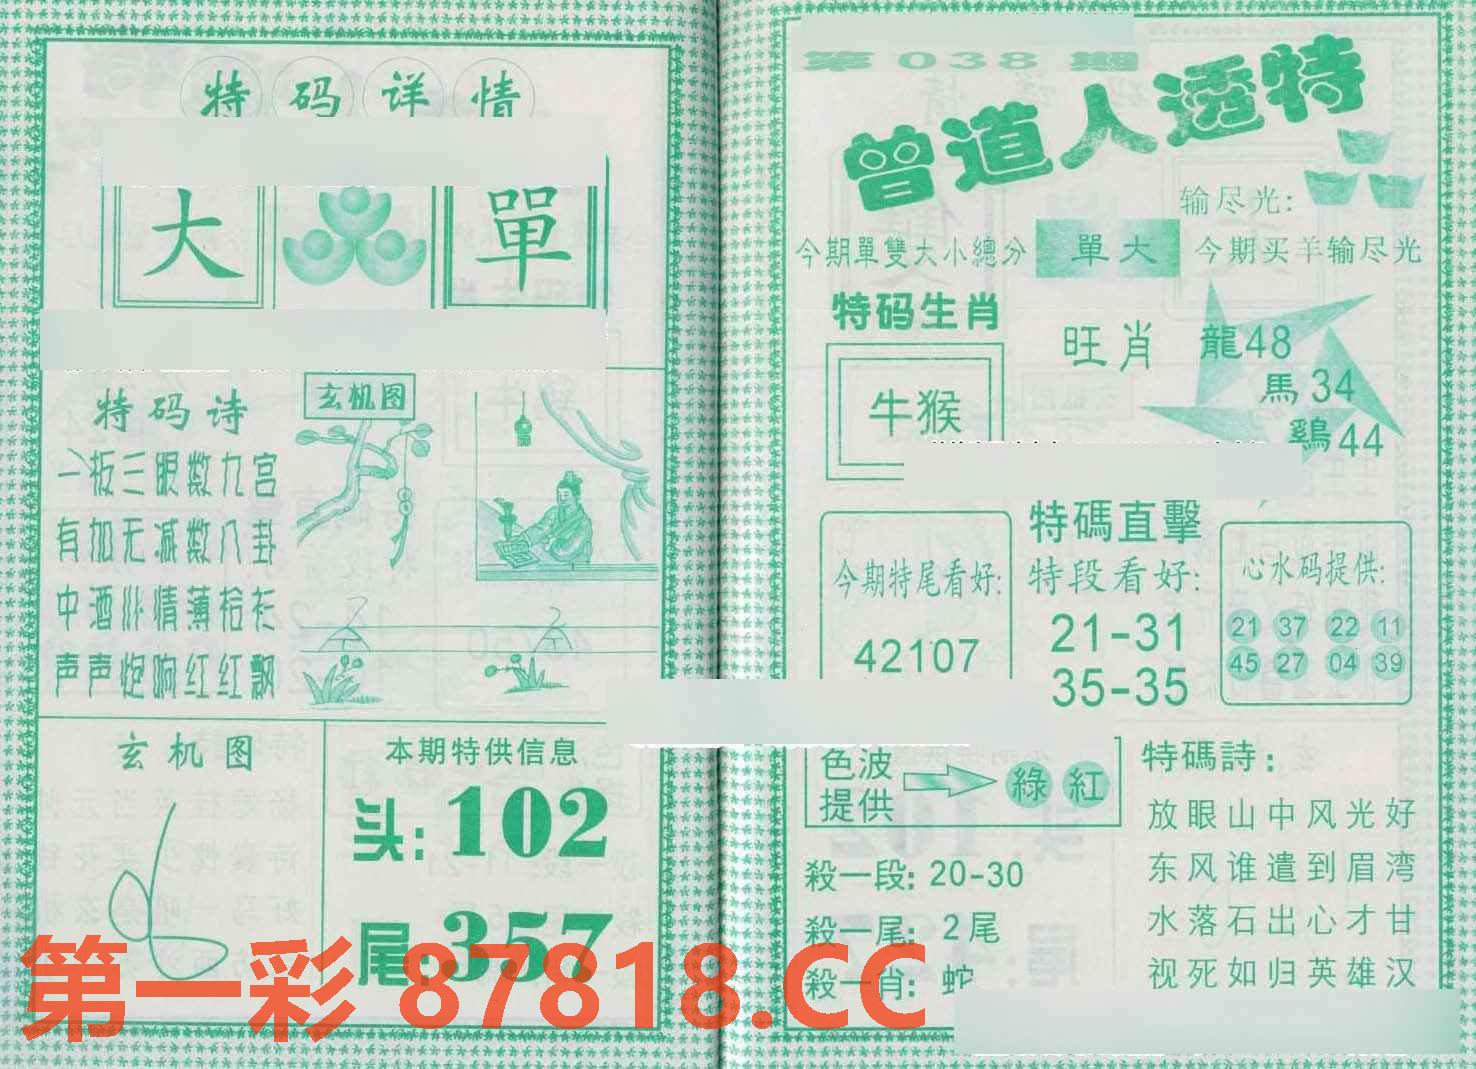 特码详情
大 單
特码诗
一板三眼数九宫
有加无减数八卦
中酒
情薄
声声炮响红红飘
玄机图
玄机图
本期特供信息
头:102
尾:357
第038期
曾道人透特
输尽光:
今期單雙大小總分 單大 今期买羊输尽光
特码生肖
牛猴
旺肖 龍48
馬34
鷄44
特碼直擊
今期特尾看好:
42107
特段看好:
21-31
35-35
心水码提供:
21 37 22 11
45 27 04 39
色波
提供
綠 紅
殺一段: 20-30
殺一尾: 2尾
殺一肖: 蛇
特碼詩:
放眼山中风光好
东风谁遣到眉湾
水落石出心才甘
视死如归英雄汉
第一彩 87818.CC